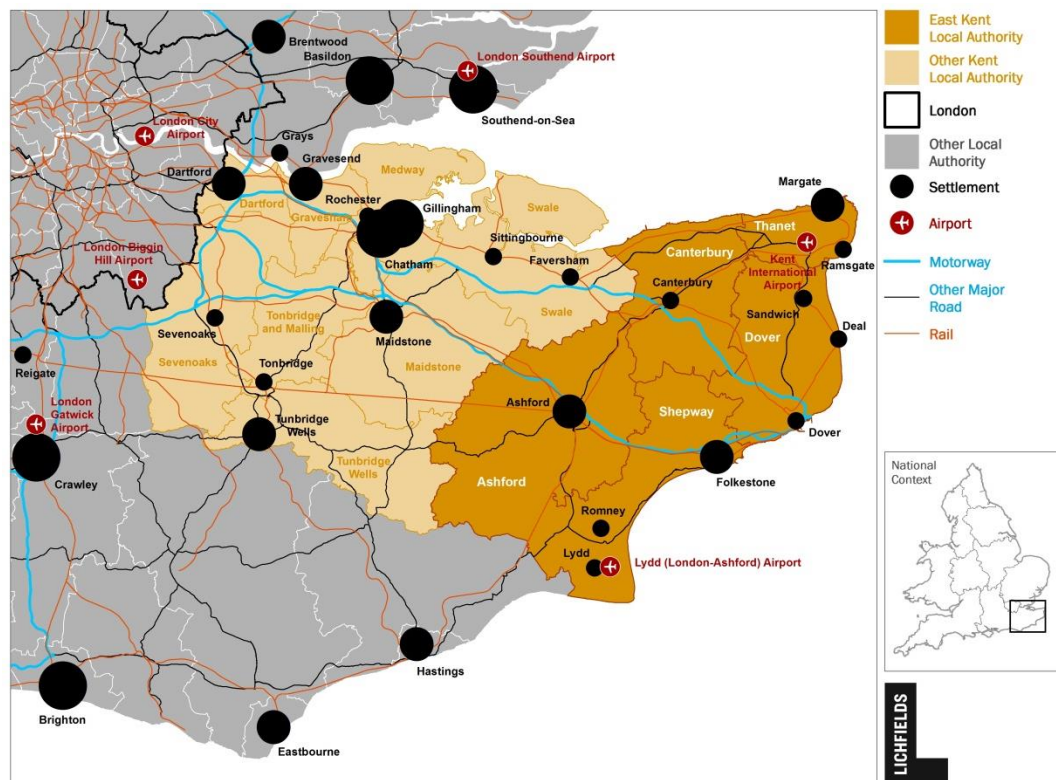 Brentwood
Basildon
London Southend Airport
Southend-on-Sea
London City
Airport
Grays
Gravesend
Dartford
Medway
Rochester
Gillingham
Dartford
Gravesham
Swale
Margate
Sittingbourne
Thanet
London Biggin
Hill Airport
Chatham
Faversham
Canterbury
Kent
International
Airport
Ramsgate
Canterbury
Sandwich
Swale
Sevenoaks
Tonbridge
and Malling
Maidstone
Deal
Dover
Sevenoaks
Tonbridge
Maidstone
Reigate
London
Gatwick
Airport
Ashford
Shepway
Tunbridge
Wells
Dover
Crawley
Tunbridge
Wells
Ashford
Folkestone
Romney
Lydd
Lydd (London-Ashford) Airport
Hastings
Brighton
Eastbourne
East Kent
Local Authority
Other Kent
Local Authority
London
Other Local
Authority
Settlement
Airport
Motorway
Other Major
Road
Rail
National
Context
LICHFIELDS